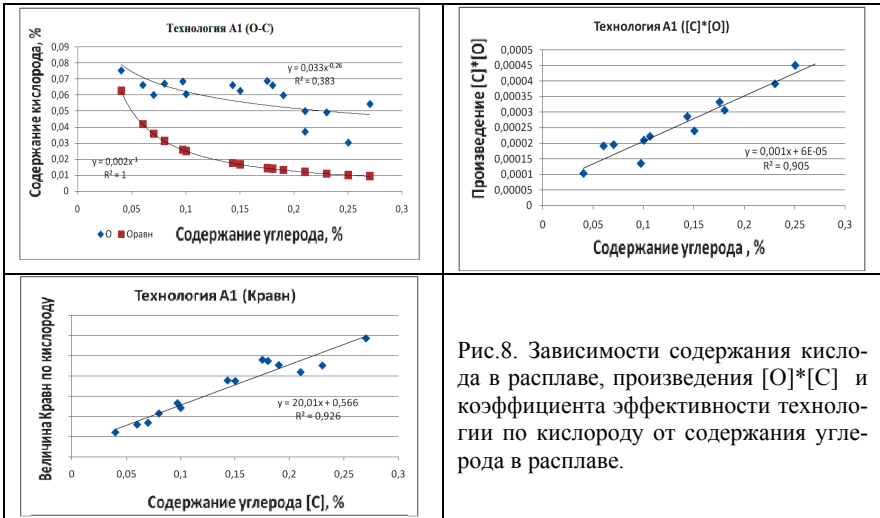 Технология А1 (О-С)
Содержание кислорода, %
0,09
0,08
0,07
0,06
0,05
0,04
0,03
0,02
0,01
0
y = 0,033x-0,26
R² = 0,383
y = 0,002x-1
R² = 1
0 0,05 0,1 0,15 0,2 0,25 0,3
О Оравн
Содержание углерода, %
Технология А1 ([C]*[O])
Произведение [C]*[O]
0,0005
0,00045
0,0004
0,00035
0,0003
0,00025
0,0002
0,00015
0,0001
0,00005
0
y = 0,001x + 6E-05
R² = 0,905
0 0,05 0,1 0,15 0,20 0,25 0,3
Содержание углерода , %
Технология А1 (Кравн)
Величина Кравн по кислороду
y = 20,01x + 0,566
R² = 0,926
0 0,05 0,1 0,15 0,2 0,25 0,3
Содержание углерода [C], %
Рис.8. Зависимости содержания кисло-
да в расплаве, произведения [O]*[C] и
коэффициента эффективности техноло-
гии по кислороду от содержания угле-
рода в расплаве.